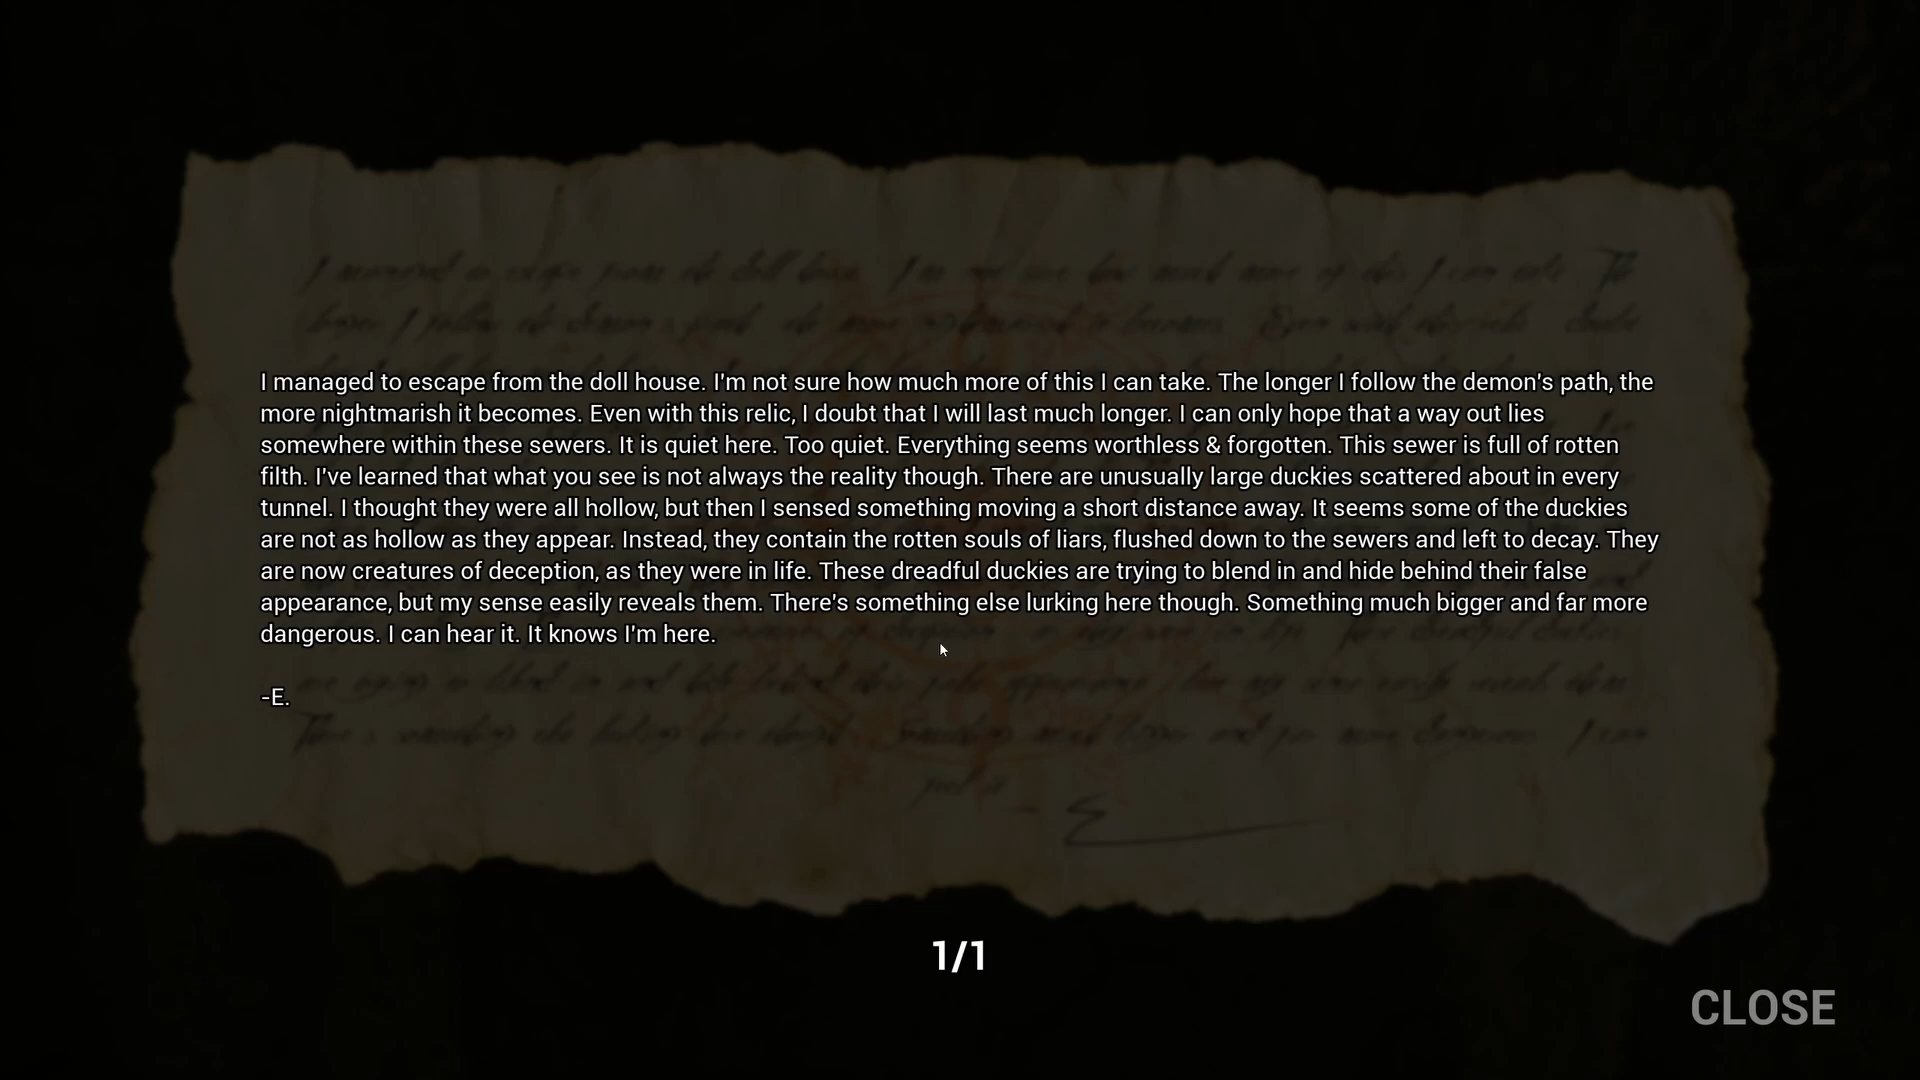 I managed to escape from the doll house. I'm not sure how much more of this I can take. The longer I follow the demon's path, the
more nightmarish it becomes. Even with this relic, I doubt that I will last much longer. I can only hope that a way out lies
somewhere within these sewers. It is quiet here. Too quiet. Everything seems worthless & forgotten. This sewer is full of rotten
filth. I've learned that what you see is not always the reality though. There are unusually large duckies scattered about in every
tunnel. I thought they were all hollow, but then I sensed something moving a short distance away. It seems some of the duckies
are not as hollow as they appear. Instead, they contain the rotten souls of liars, flushed down to the sewers and left to decay. They
are now creatures of deception, as they were in life. These dreadful duckies are trying to blend in and hide behind their false
appearance, but my sense easily reveals them. There's something else lurking here though. Something much bigger and far more
dangerous. I can hear it. It knows I'm here.
-E.
1/1
CLOSE